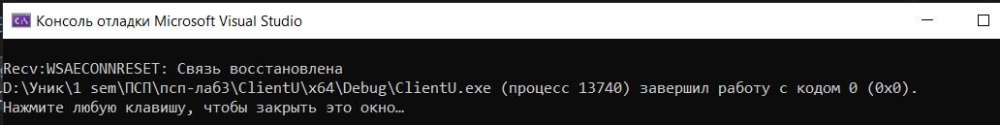 Консоль отладки Microsoft Visual Studio
Recv:WSAECONNRESET: Связь восстановлена
D:\Уник\1 sem\ПСП\псп-лаб3\ClientU\x64\Debug\ClientU.exe (процесс 13740) завершил работу с кодом 0 (0x0).
Нажмите любую клавишу, чтобы закрыть это окно…